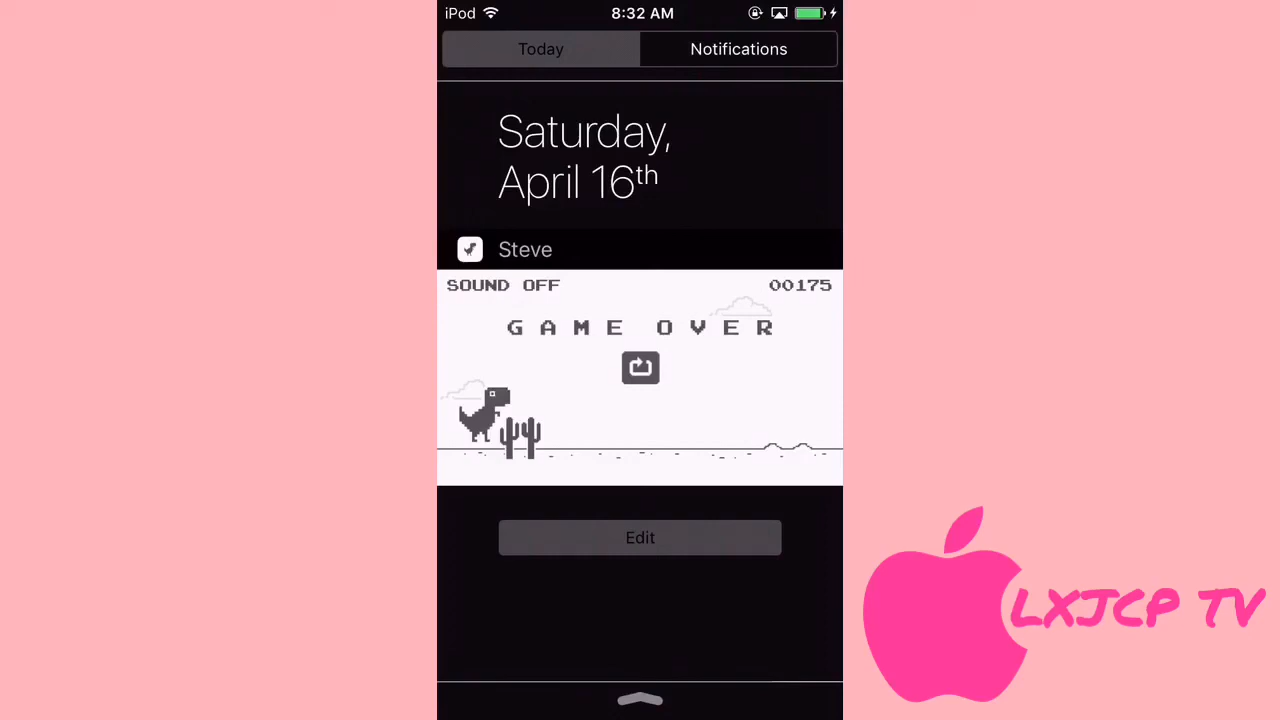 iPod 8:32 AM
Today Notifications
Saturday,
April 16th
Steve
SOUND OFF 00175
GAME OVER
Edit
LXJCP TV